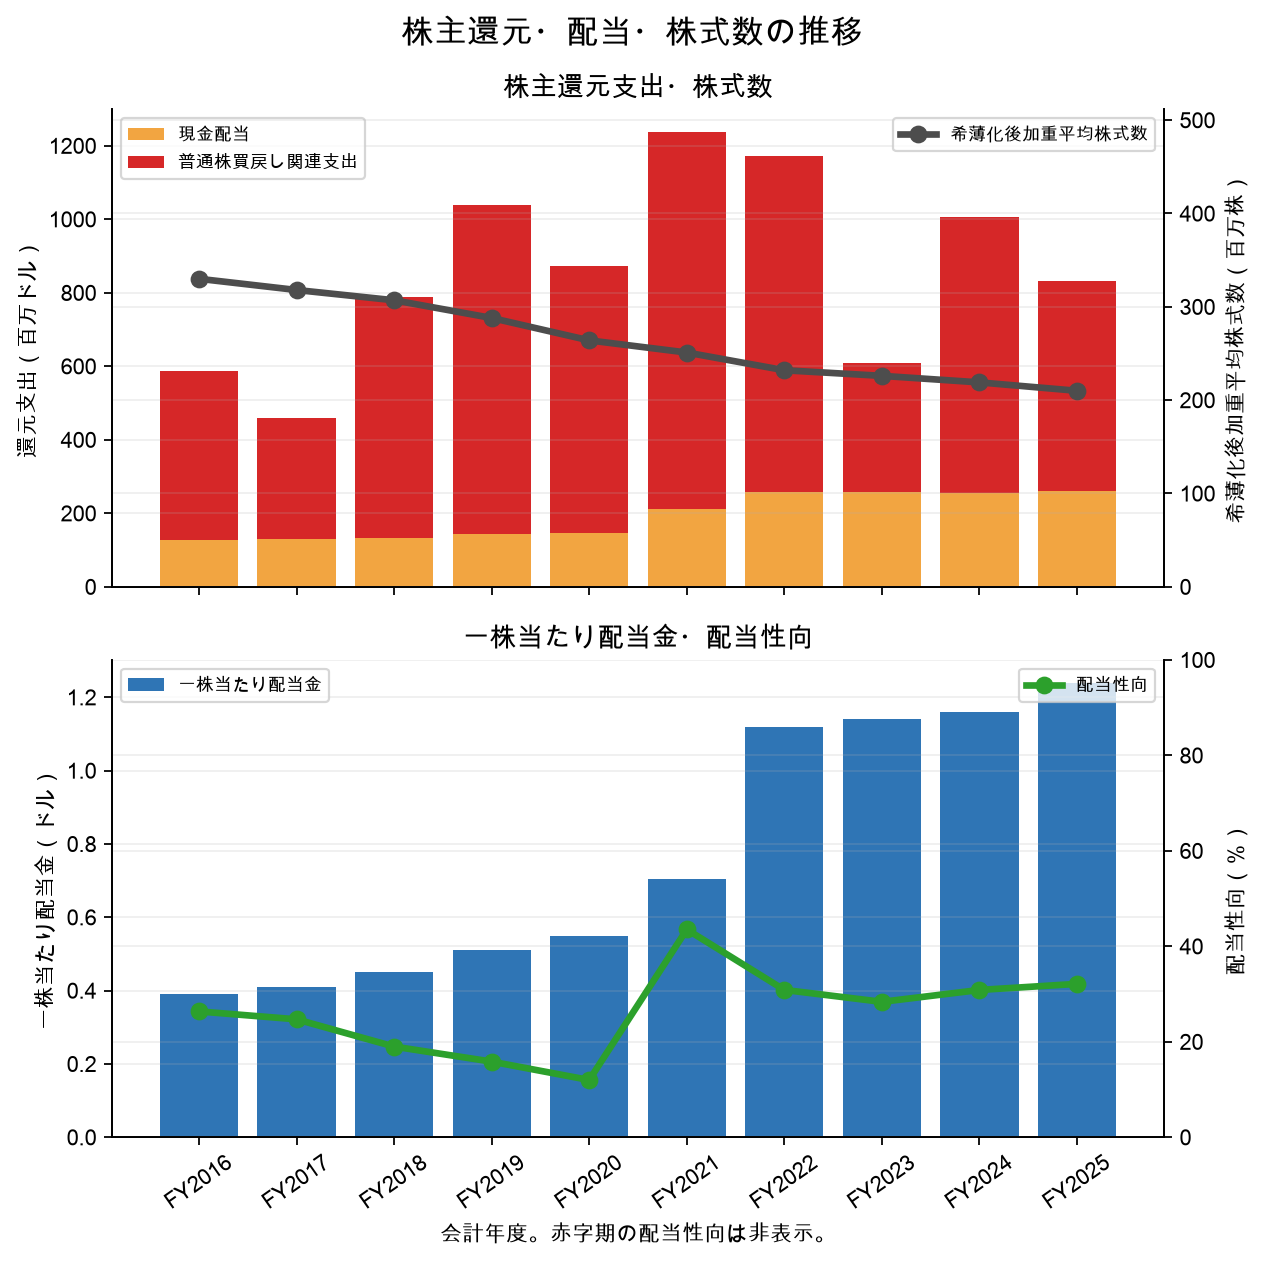 株主還元・配当・株式数の推移
株主還元支出・株式数
現金配当
普通株買戻し関連支出
希薄化後加重平均株式数
還元支出(百万ドル)
1200
1000
800
600
400
200
0
500
400
300
200
100
0
希薄化後加重平均株式数(百万株)
一株当たり配当金・配当性向
一株当たり配当金
配当性向
一株当たり配当金(ドル)
1.2
1.0
0.8
0.6
0.4
0.2
0.0
100
80
60
40
20
0
配当性向(%)
FY2016
FY2017
FY2018
FY2019
FY2020
FY2021
FY2022
FY2023
FY2024
FY2025
会計年度。赤字期の配当性向は非表示。